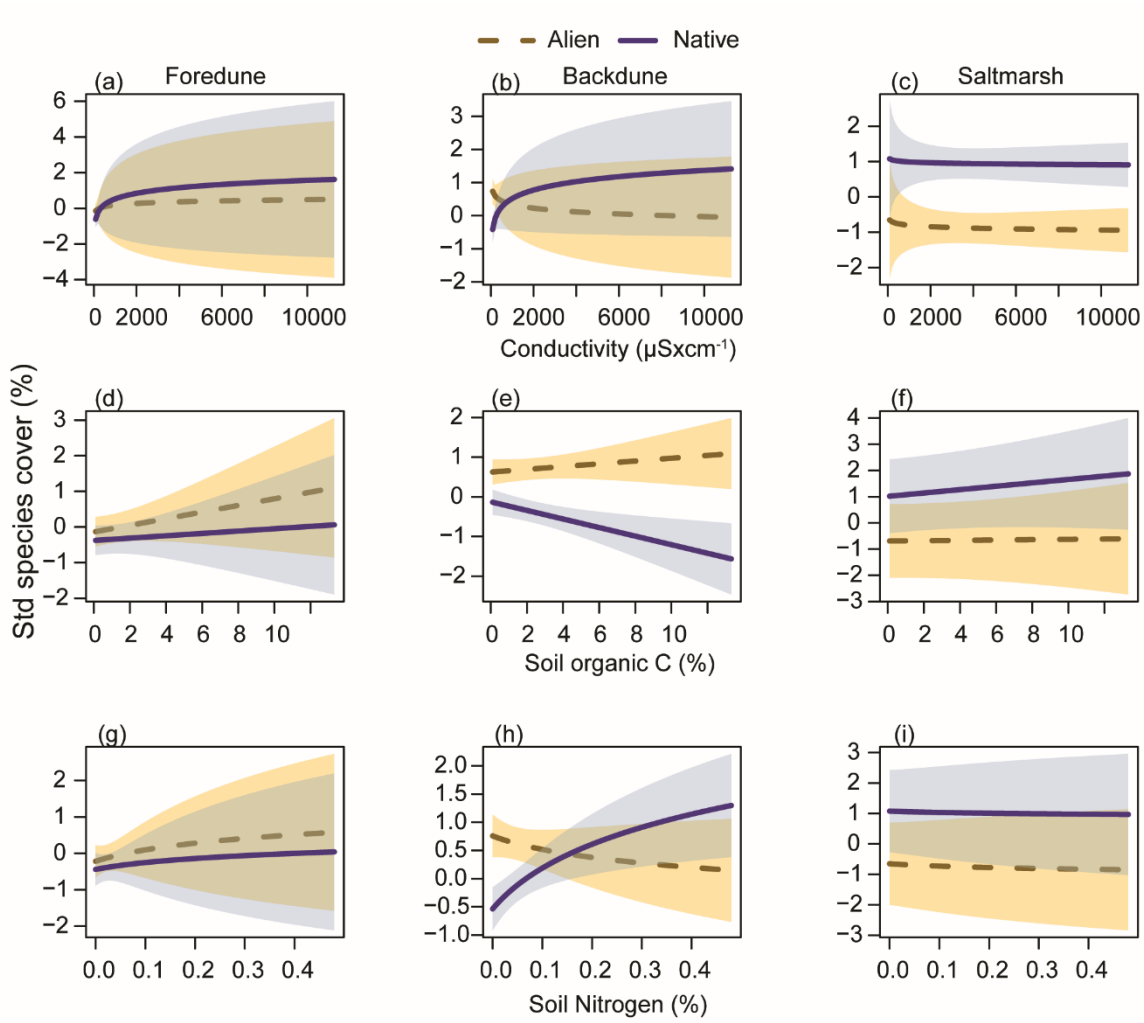 Alien Native
Foredune Backdune Saltmarsh
(a) (b) (c)
6
4
2
0
−2
−4
3
2
1
0
−1
−2
2
1
0
−1
−2
0 2000 6000 10000
0 2000 6000 10000
0 2000 6000 10000
Conductivity (µSxcm-1)
Std species cover (%)
(d) (e) (f)
3
2
1
0
−1
−2
2
1
0
−2
4
3
2
1
0
−1
−3
0 2 4 6 8 10
0 2 4 6 8 10
0 2 4 6 8 10
Soil organic C (%)
(g) (h) (i)
2
1
0
−1
−2
2.0
1.5
1.0
0.5
0.0
−0.5
−1.0
3
2
1
0
−1
−2
−3
0.0 0.1 0.2 0.3 0.4
0.0 0.1 0.2 0.3 0.4
0.0 0.1 0.2 0.3 0.4
Soil Nitrogen (%)